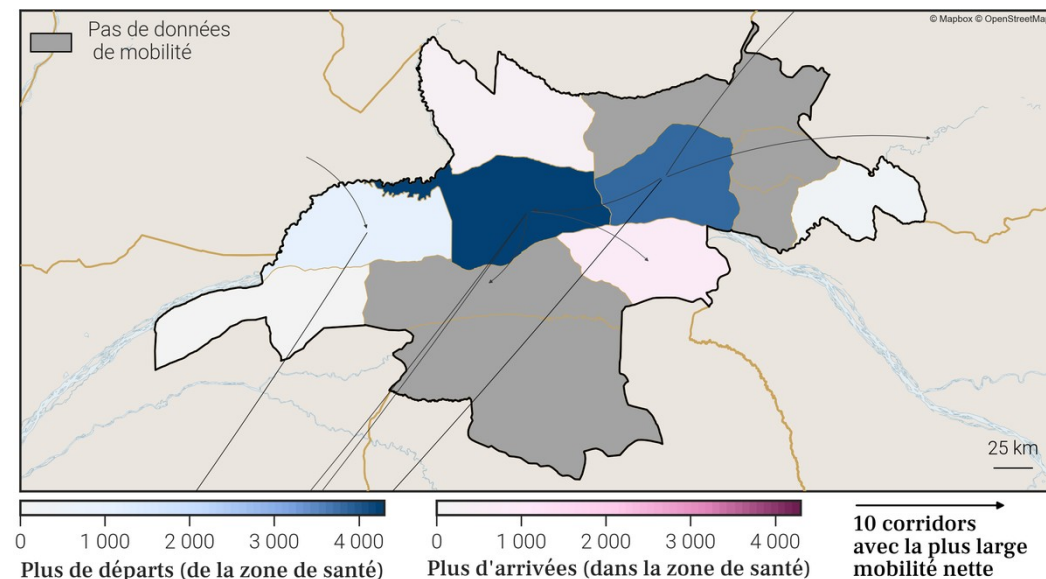 Pas de données
de mobilité
© Mapbox © OpenStreetMap
25 km
0 1 000 2 000 3 000 4 000
Plus de départs (de la zone de santé)
0 1 000 2 000 3 000 4 000
Plus d'arrivées (dans la zone de santé)
10 corridors
avec la plus large
mobilité nette